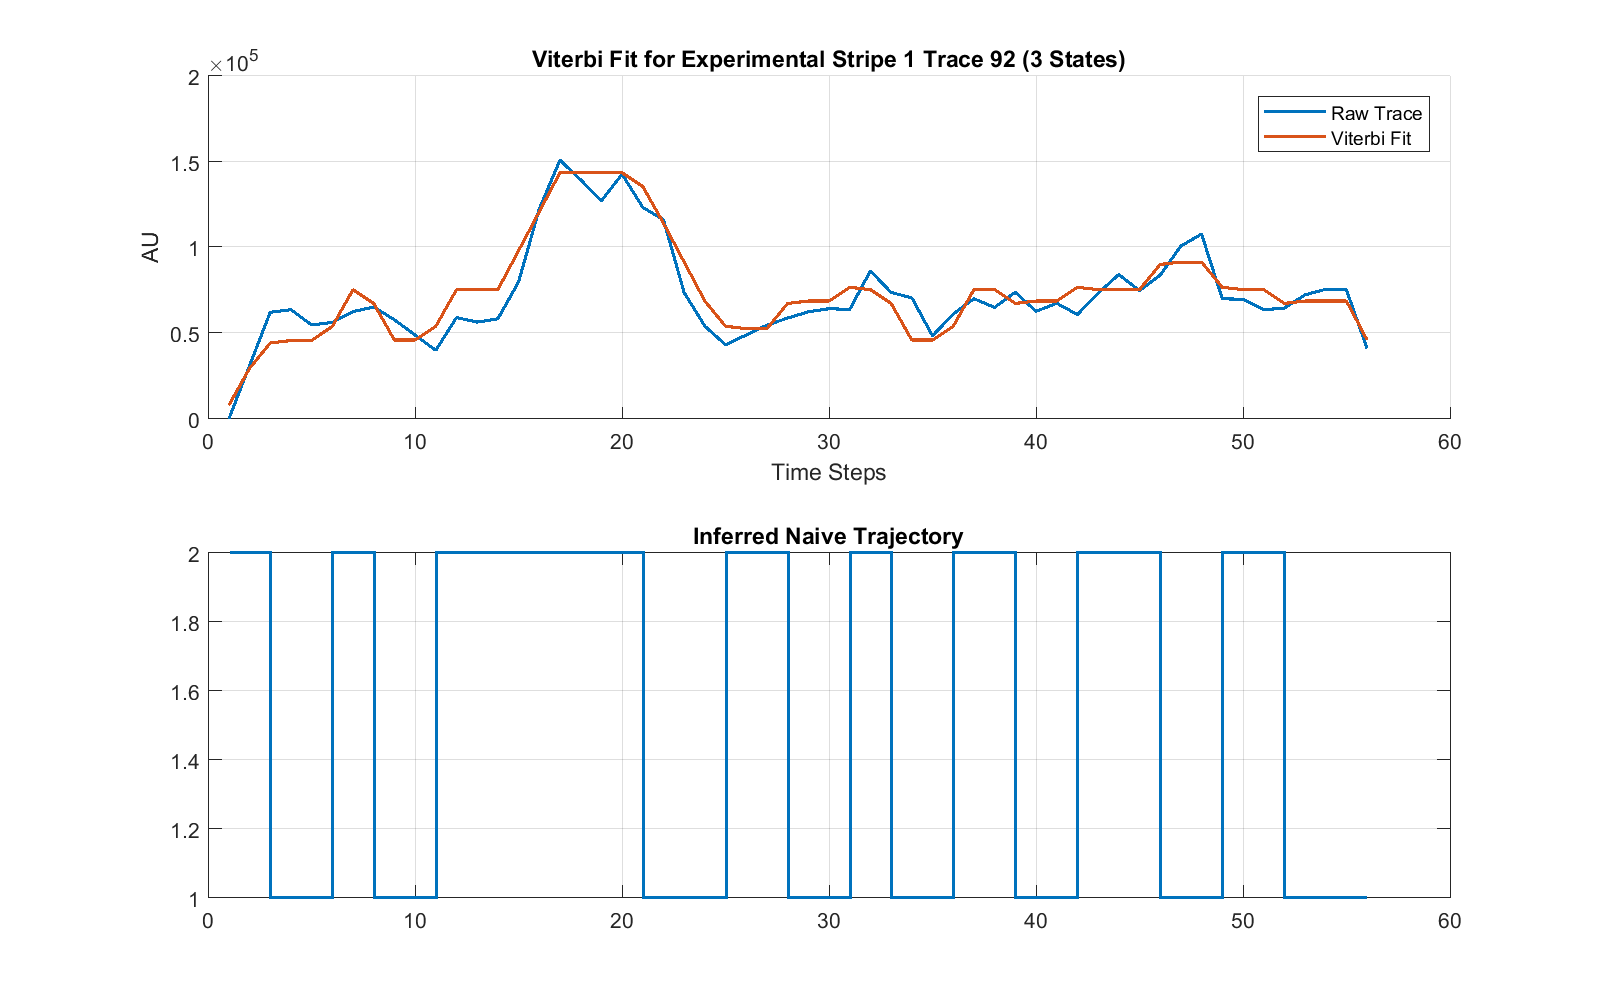 Viterbi Fit for Experimental Stripe 1 Trace 92 (3 States)
×10^5
2
1.5
1
0.5
0
AU
Raw Trace
Viterbi Fit
0 10 20 30 40 50 60
Time Steps
Inferred Naive Trajectory
2
1.8
1.6
1.4
1.2
1
0 10 20 30 40 50 60